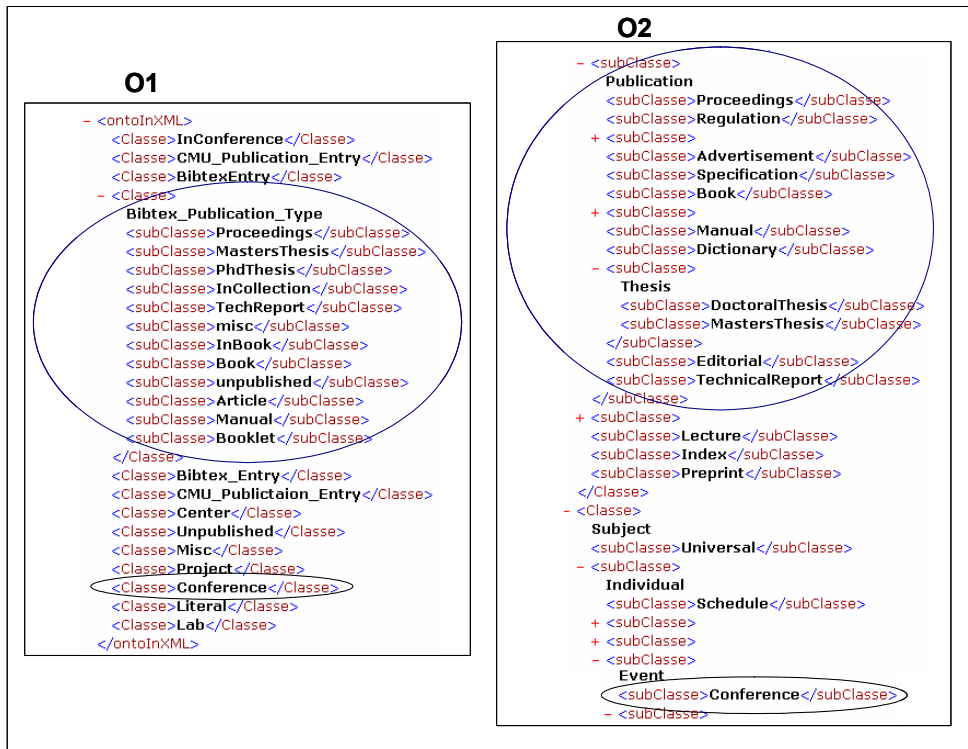 O1
- <ontoInXML>
<Classe>InConference</Classe>
<Classe>CMU_Publication_Entry</Classe>
<Classe>BibtexEntry</Classe>
- <Classe>
Bibtex_Publication_Type
<subClasse>Proceedings</subClasse>
<subClasse>MastersThesis</subClasse>
<subClasse>PhdThesis</subClasse>
<subClasse>InCollection</subClasse>
<subClasse>TechReport</subClasse>
<subClasse>misc</subClasse>
<subClasse>InBook</subClasse>
<subClasse>Book</subClasse>
<subClasse>unpublished</subClasse>
<subClasse>Article</subClasse>
<subClasse>Manual</subClasse>
<subClasse>Booklet</subClasse>
</Classe>
<Classe>Bibtex_Entry</Classe>
<Classe>CMU_Publictaion_Entry</Classe>
<Classe>Center</Classe>
<Classe>Unpublished</Classe>
<Classe>Misc</Classe>
<Classe>Project</Classe>
<Classe>Conference</Classe>
<Classe>Literal</Classe>
<Classe>Lab</Classe>
</ontoInXML>
O2
- <subClasse>
Publication
<subClasse>Proceedings</subClasse>
<subClasse>Regulation</subClasse>
+ <subClasse>
<subClasse>Advertisement</subClasse>
<subClasse>Specification</subClasse>
<subClasse>Book</subClasse>
+ <subClasse>
<subClasse>Manual</subClasse>
<subClasse>Dictionary</subClasse>
- <subClasse>
Thesis
<subClasse>DoctoralThesis</subClasse>
<subClasse>MastersThesis</subClasse>
</subClasse>
<subClasse>Editorial</subClasse>
<subClasse>TechnicalReport</subClasse>
</subClasse>
+ <subClasse>
<subClasse>Lecture</subClasse>
<subClasse>Index</subClasse>
<subClasse>Preprint</subClasse>
</Classe>
- <Classe>
Subject
<subClasse>Universal</subClasse>
- <subClasse>
Individual
<subClasse>Schedule</subClasse>
+ <subClasse>
+ <subClasse>
- <subClasse>
Event
<subClasse>Conference</subClasse>
- <subClasse>